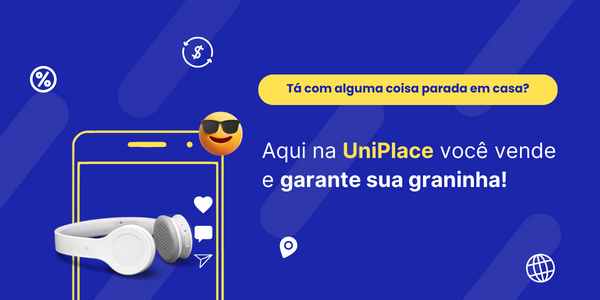 Tá com alguma coisa parada em casa?
Aqui na UniPlace você vende
e garante sua graninha!